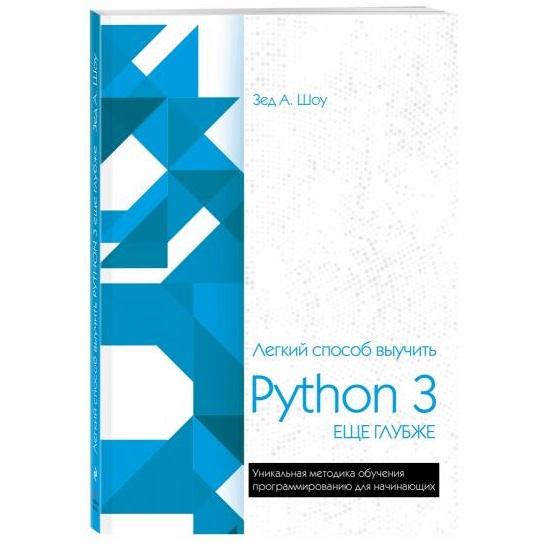 Зед А. Шоу
Легкий способ выучить
Python 3
ЕЩЕ ГЛУБЖЕ
Уникальная методика обучения
программированию для начинающих
Легкий способ выучить PYTHON 3 еще глубже Зед А. Шоу